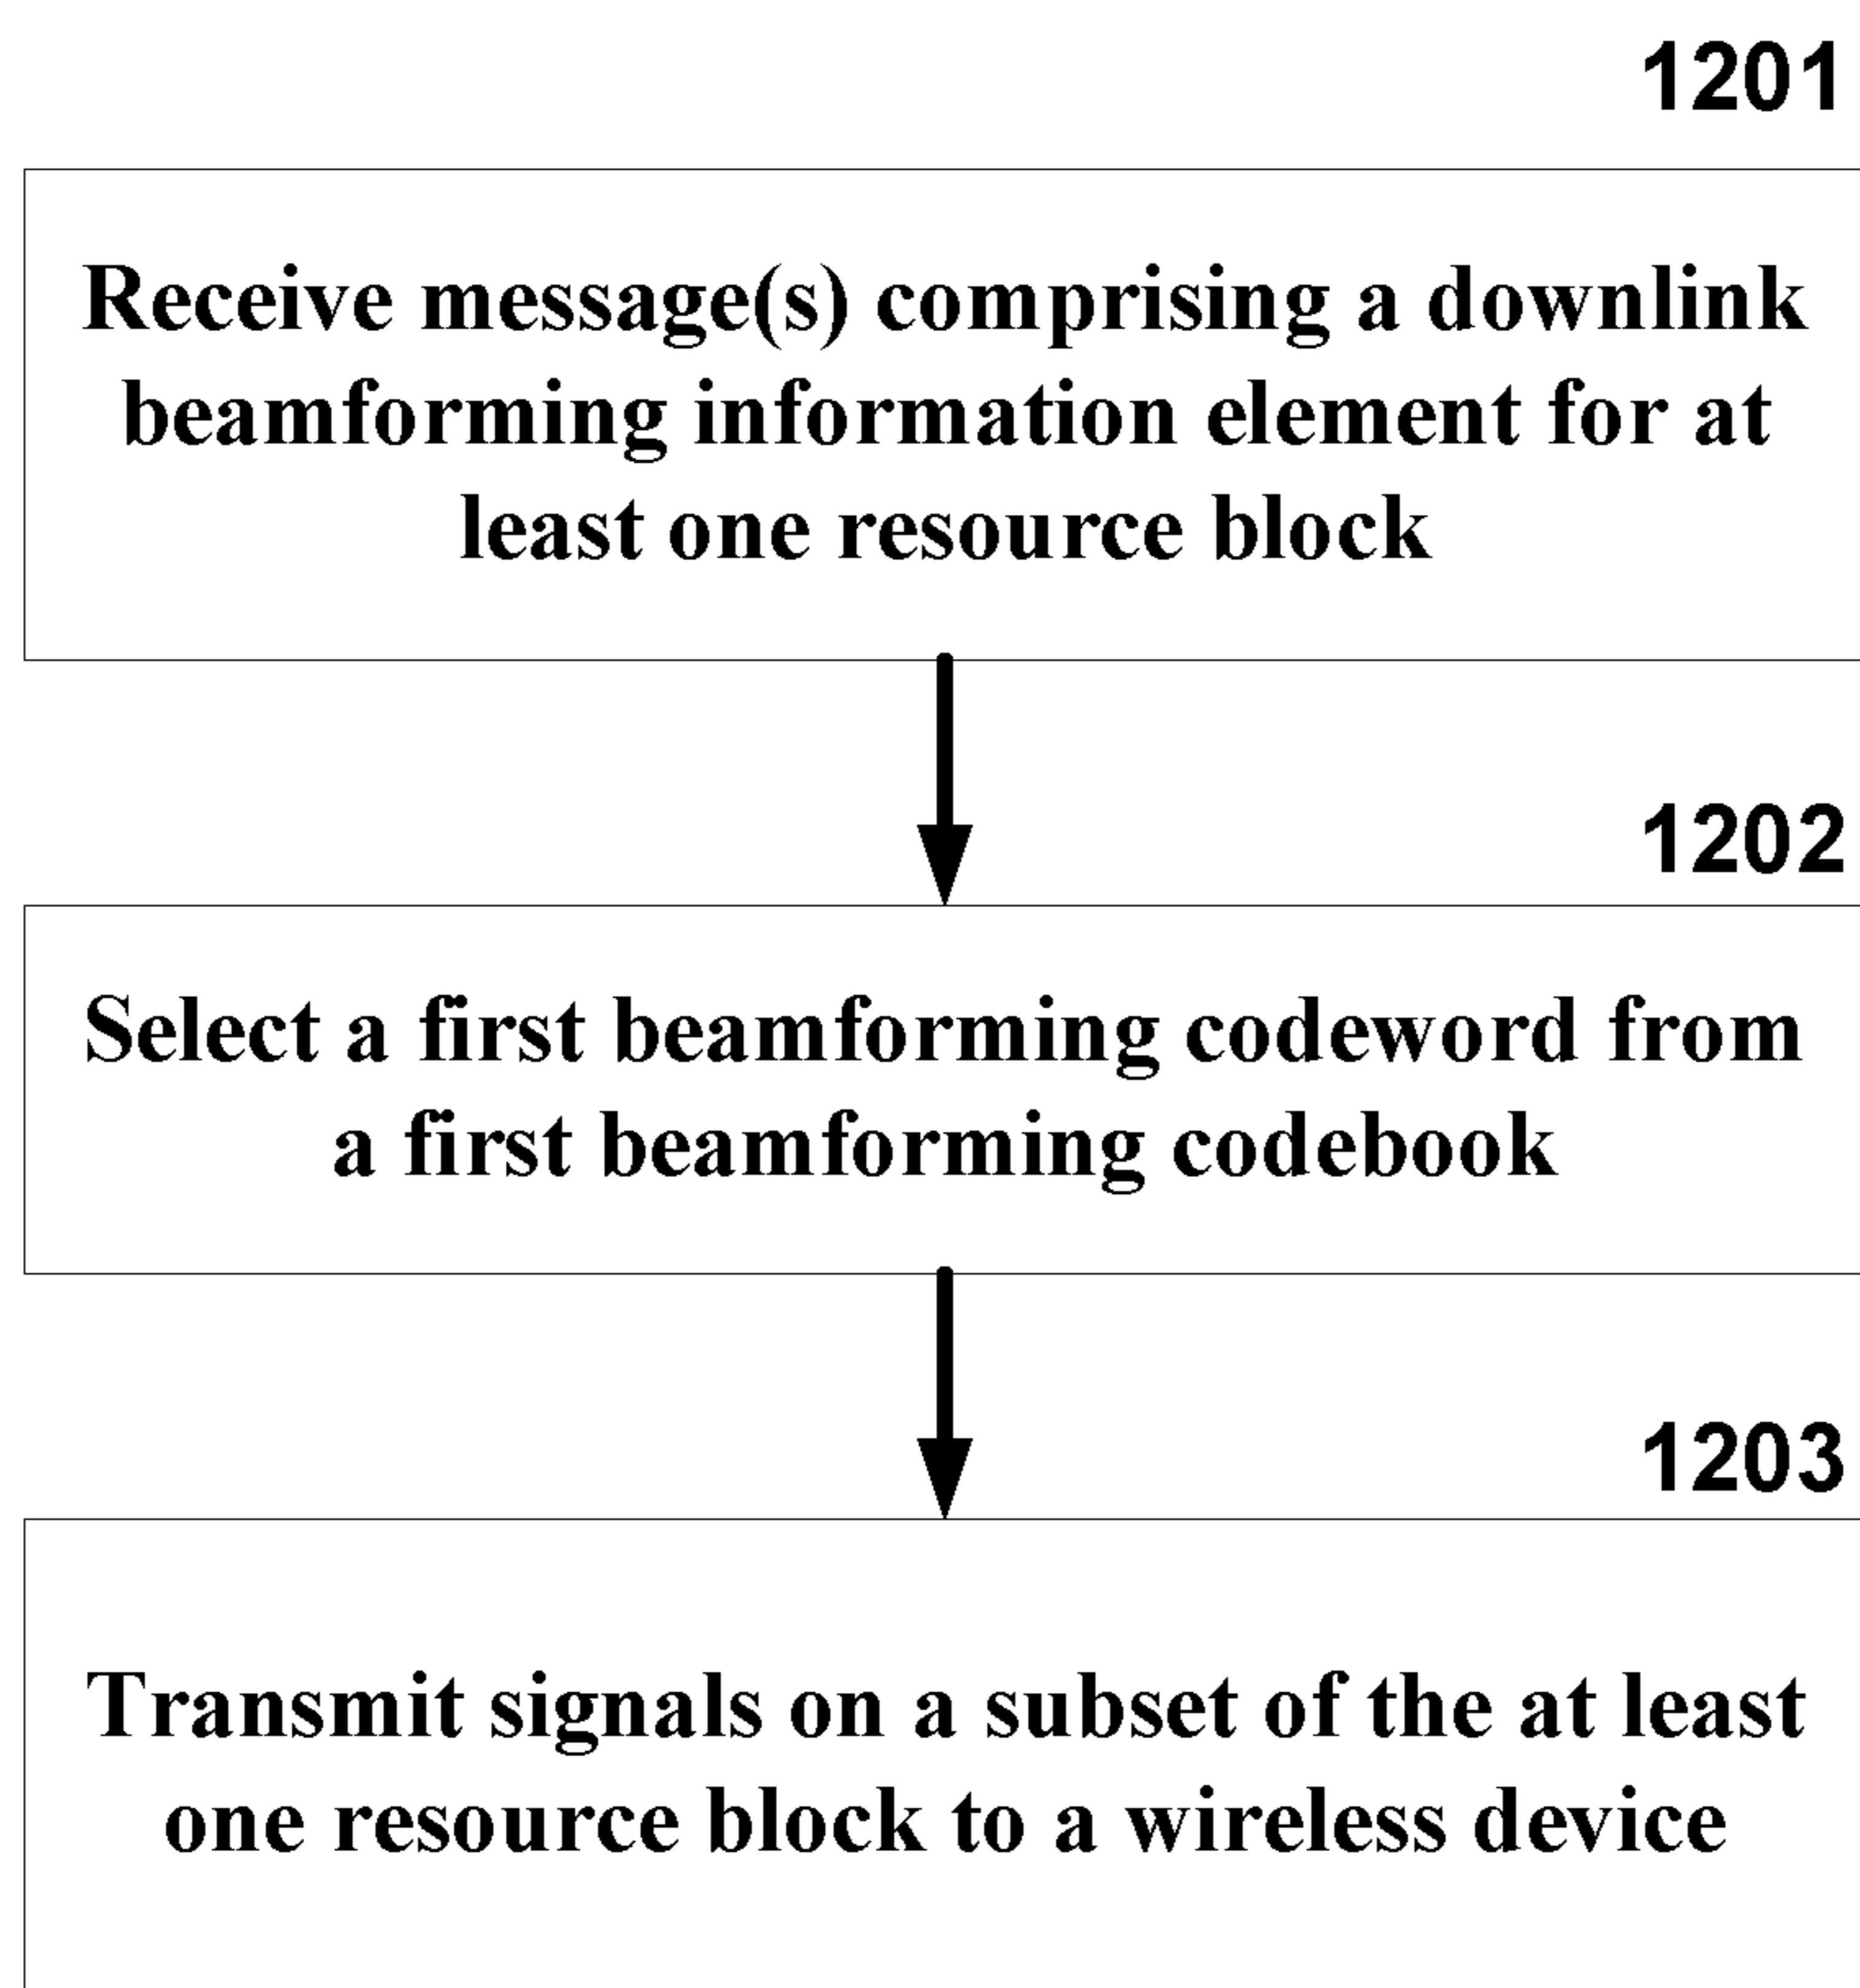 1201
Receive message(s) comprising a downlink
beamforming information element for at
least one resource block
1202
Select a first beamforming codeword from
a first beamforming codebook
1203
Transmit signals on a subset of the at least
one resource block to a wireless device